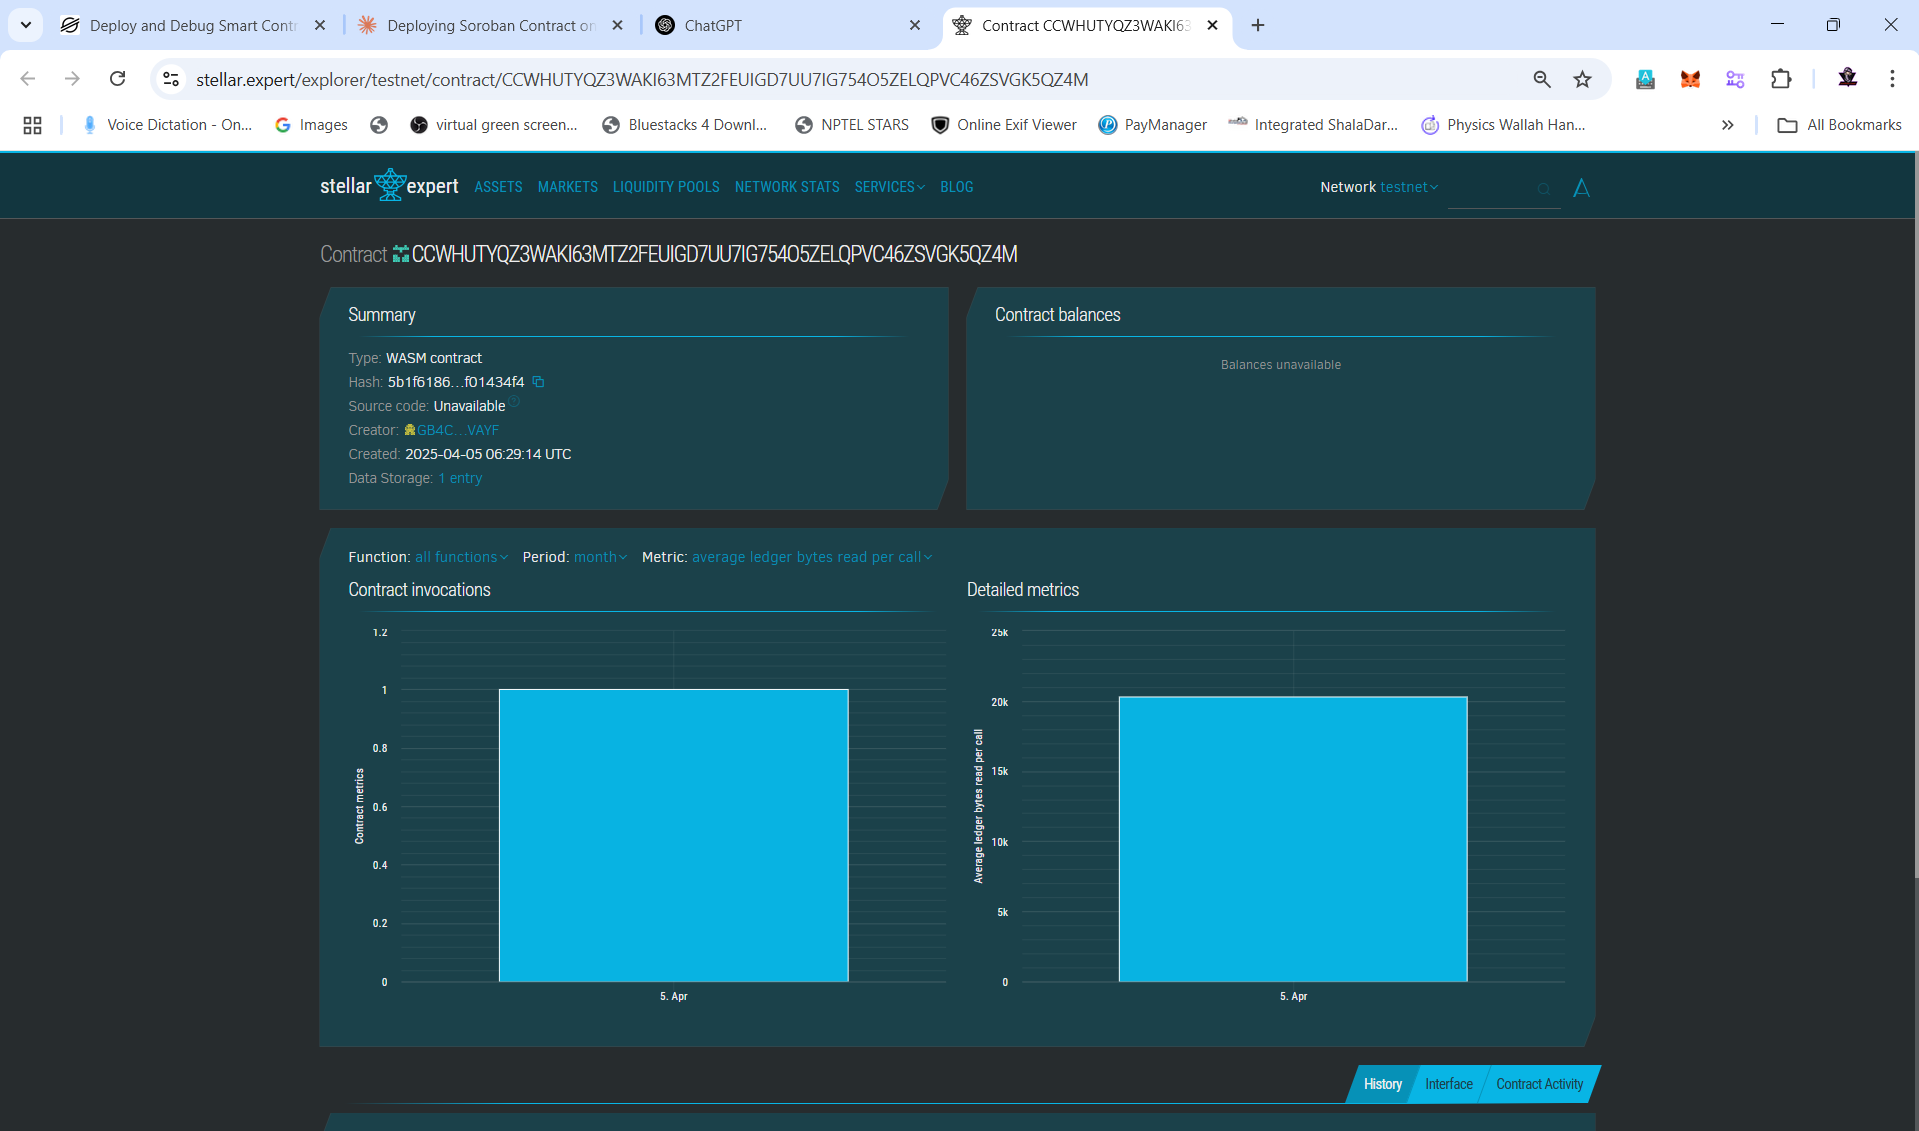 Deploy and Debug Smart Contr
Deploying Soroban Contract on
ChatGPT
Contract CCWHUTYQZ3WAKI63
stellar.expert/explorer/testnet/contract/CCWHUTYQZ3WAKI63MTZ2FEUIGD7UU7IG754O5ZELQPVC46ZSVGK5QZ4M
Voice Dictation - On...
Images
virtual green screen...
Bluestacks 4 Downl...
NPTEL STARS
Online Exif Viewer
PayManager
Integrated ShalaDar...
Physics Wallah Han...
All Bookmarks
stellar expert
ASSETS
MARKETS
LIQUIDITY POOLS
NETWORK STATS
SERVICES
BLOG
Network testnet
Contract CCWHUTYQZ3WAKI63MTZ2FEUIGD7UU7IG754O5ZELQPVC46ZSVGK5QZ4M
Summary
Type: WASM contract
Hash: 5b1f6186...f01434f4
Source code: Unavailable
Creator: GB4C...VAYF
Created: 2025-04-05 06:29:14 UTC
Data Storage: 1 entry
Contract balances
Balances unavailable
Function: all functions Period: month Metric: average ledger bytes read per call
Contract invocations
1.2
1
0.8
0.6
0.4
0.2
0
Contract metrics
5. Apr
Detailed metrics
25k
20k
15k
10k
5k
0
Average ledger bytes read per call
5. Apr
History
Interface
Contract Activity